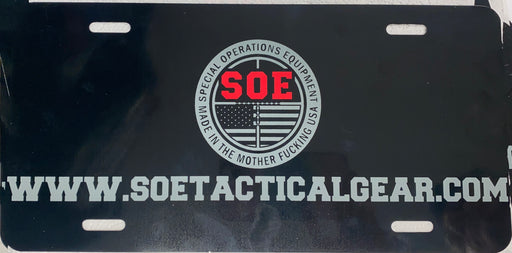 SPECIAL OPERATIONS EQUIPMENT
SOE
MADE IN THE MOTHER FUCKING USA
WWW.SOETACTICALGEAR.COM